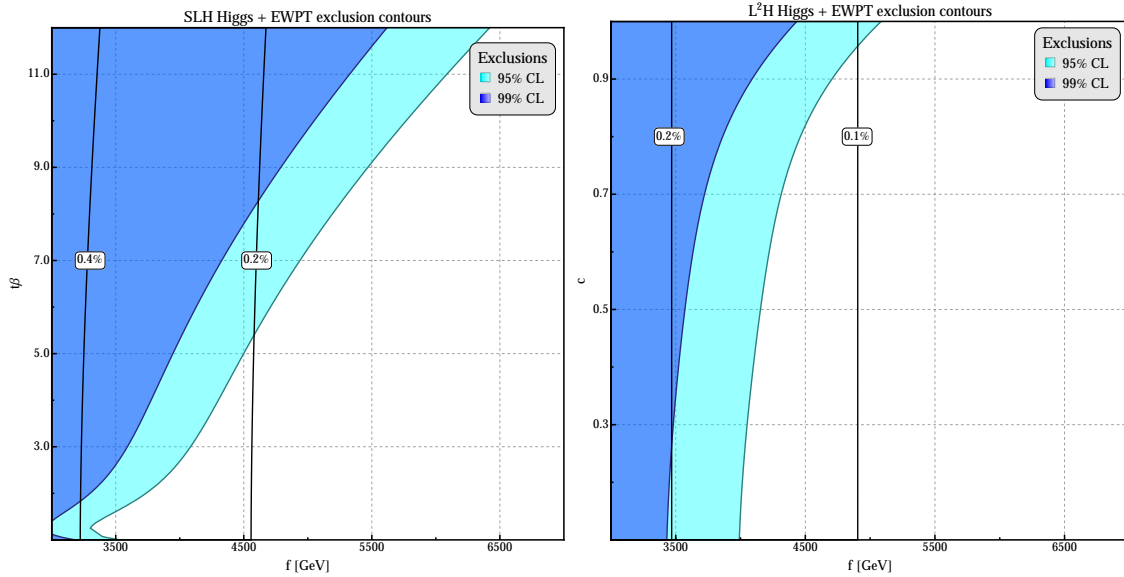 SLH Higgs + EWPT exclusion contours
Exclusions
95% CL
99% CL
11.0
9.0
7.0
5.0
3.0
tβ
0.4%
0.2%
3500
4500
5500
6500
f [GeV]
L²H Higgs + EWPT exclusion contours
Exclusions
95% CL
99% CL
0.9
0.7
0.5
0.3
c
0.2%
0.1%
3500
4500
5500
6500
f [GeV]